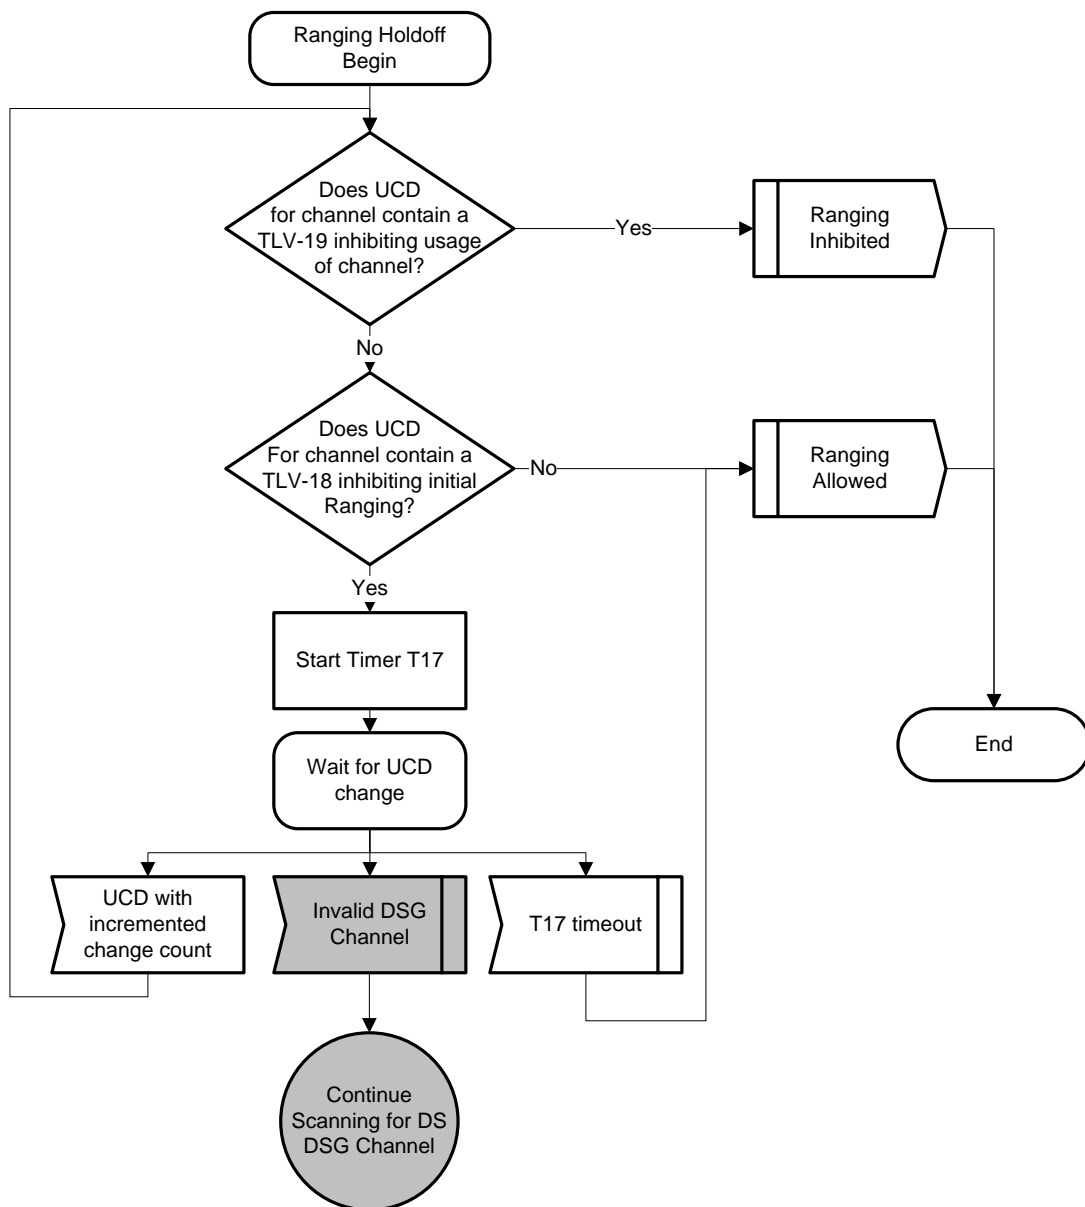 Ranging Holdoff
Begin
Does UCD
for channel contain a
TLV-19 inhibiting usage
of channel?
Yes
Ranging
Inhibited
No
Does UCD
For channel contain a
TLV-18 inhibiting initial
Ranging?
No
Ranging
Allowed
Yes
Start Timer T17
Wait for UCD
change
End
UCD with
incremented
change count
Invalid DSG
Channel
T17 timeout
Continue
Scanning for DS
DSG Channel